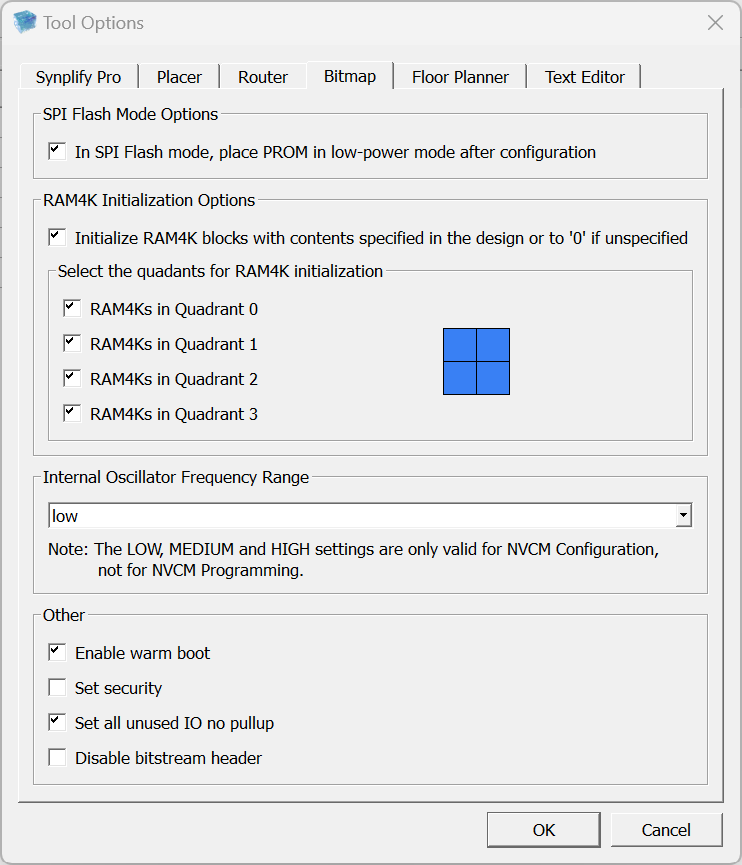 Tool Options
Synplify Pro Placer Router Bitmap Floor Planner Text Editor
SPI Flash Mode Options
In SPI Flash mode, place PROM in low-power mode after configuration
RAM4K Initialization Options
Initialize RAM4K blocks with contents specified in the design or to '0' if unspecified
Select the quadants for RAM4K initialization
RAM4Ks in Quadrant 0
RAM4Ks in Quadrant 1
RAM4Ks in Quadrant 2
RAM4Ks in Quadrant 3
Internal Oscillator Frequency Range
low
Note: The LOW, MEDIUM and HIGH settings are only valid for NVCM Configuration,
not for NVCM Programming.
Other
Enable warm boot
Set security
Set all unused IO no pullup
Disable bitstream header
OK Cancel